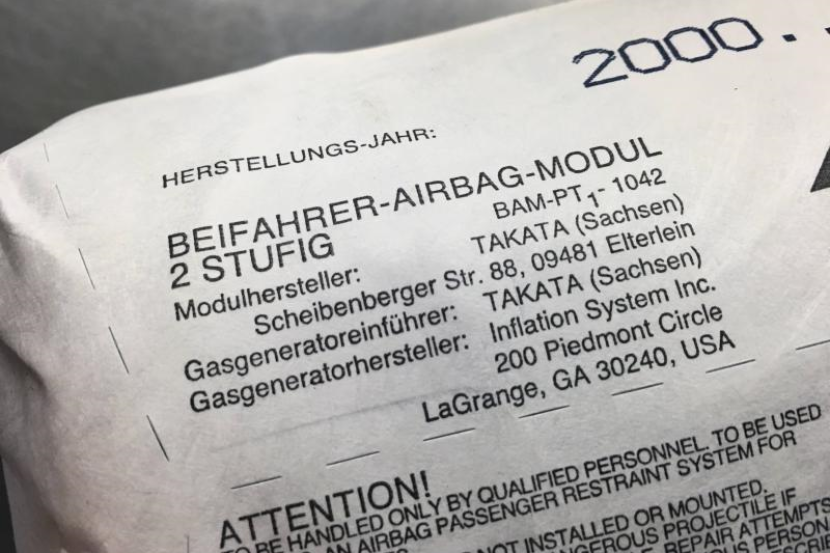 2000.
HERSTELLUNGS-JAHR:
BEIFAHRER-AIRBAG-MODUL
2 STUFIG BAM-PT1-1042
Modulhersteller: TAKATA (Sachsen)
Scheibenberger Str. 88, 09481 Elterlein
Gasgeneratoreinführer: TAKATA (Sachsen)
Gasgeneratorhersteller: Inflation System Inc.
200 Piedmont Circle
LaGrange, GA 30240, USA
ATTENTION!
TO BE HANDLED ONLY BY QUALIFIED PERSONNEL. TO BE USED
AN AIRBAG PASSENGER RESTRAINT SYSTEM FOR
NOT INSTALLED OR MOUNTED.
PROJECTILE IF
REPAIR ATTEMPTS